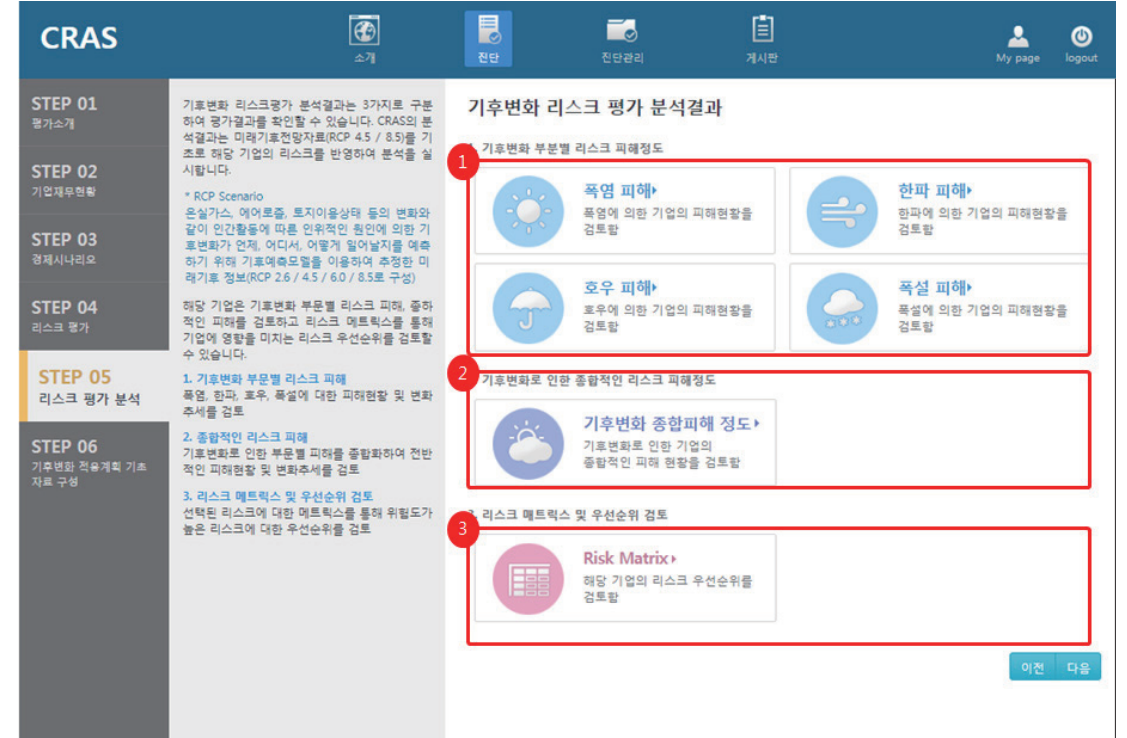 CRAS
소개
진단
진단관리
게시판
My page
logout
STEP 01
평가소개
STEP 02
기업재무현황
STEP 03
경제시나리오
STEP 04
리스크 평가
STEP 05
리스크 평가 분석
STEP 06
기후변화 적용계획 기초
자료 구성
기후변화 리스크평가 분석결과는 3가지로 구분
하여 평가결과를 확인할 수 있습니다. CRAS의 분
석결과는 미래기후전망자료(RCP 4.5 / 8.5)를 기
초로 해당 기업의 리스크를 반영하여 분석을 실
시합니다.
* RCP Scenario
온실가스, 에어로졸, 토지이용상태 등의 변화와
같이 인간활동에 따른 인위적인 원인에 의한 기
후변화가 언제, 어디서, 어떻게 일어날지를 예측
하기 위해 기후예측모델을 이용하여 추정한 미
래기후 정보(RCP 2.6 / 4.5 / 6.0 / 8.5로 구성)
해당 기업은 기후변화 부문별 리스크 피해, 종하
적인 피해를 검토하고 리스크 메트릭스를 통해
기업에 영향을 미치는 리스크 우선순위를 검토할
수 있습니다.
1. 기후변화 부문별 리스크 피해
폭염, 한파, 호우, 폭설에 대한 피해현황 및 변화
추세를 검토
2. 종합적인 리스크 피해
기후변화로 인한 부문별 피해를 종합화하여 전반
적인 피해현황 및 변화추세를 검토
3. 리스크 매트릭스 및 우선순위 검토
선택된 리스크에 대한 메트릭스를 통해 위험도가
높은 리스크에 대한 우선순위를 검토
기후변화 리스크 평가 분석결과
1
기후변화 부분별 리스크 피해정도
폭염 피해
폭염에 의한 기업의 피해현황을
검토함
한파 피해
한파에 의한 기업의 피해현황을
검토함
호우 피해
호우에 의한 기업의 피해현황을
검토함
폭설 피해
폭설에 의한 기업의 피해현황을
검토함
2
기후변화로 인한 종합적인 리스크 피해정도
기후변화 종합피해 정도
기후변화로 인한 기업의
종합적인 피해 현황을 검토함
3
리스크 매트릭스 및 우선순위 검토
Risk Matrix
해당 기업의 리스크 우선순위를
검토함
이전
다음